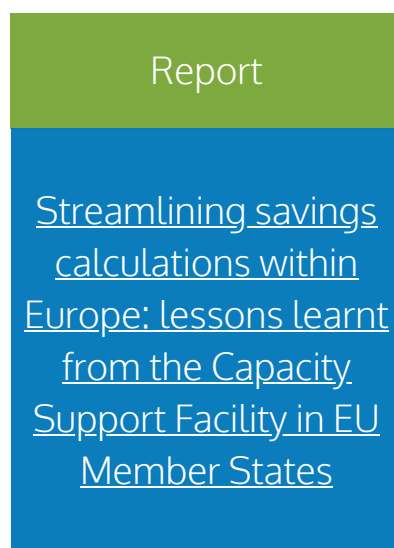 Report
Streamlining savings
calculations within
Europe: lessons learnt
from the Capacity
Support Facility in EU
Member States